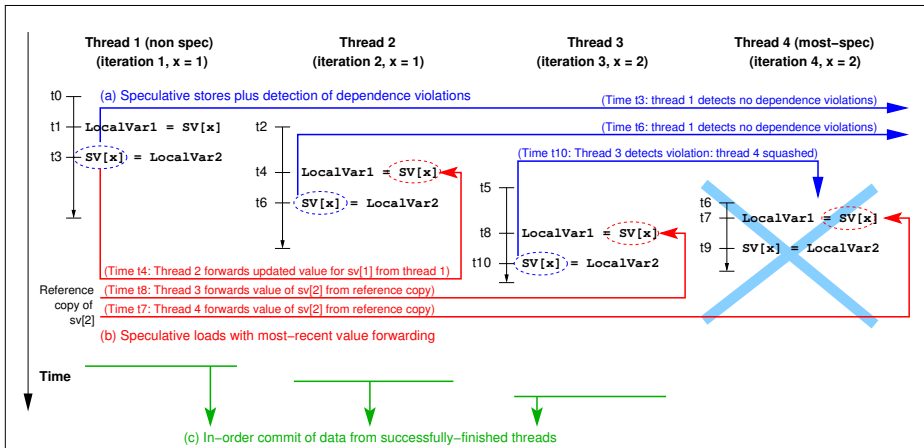 Thread 1 (non spec)
(iteration 1, x = 1)
Thread 2
(iteration 2, x = 1)
Thread 3
(iteration 3, x = 2)
Thread 4 (most−spec)
(iteration 4, x = 2)
t0
(a) Speculative stores plus detection of dependence violations
(Time t3: thread 1 detects no dependence violations)
t1
LocalVar1 = SV[x]
t3
SV[x] = LocalVar2
t2
(Time t6: thread 1 detects no dependence violations)
t4
LocalVar1 = SV[x]
t6
SV[x] = LocalVar2
(Time t10: Thread 3 detects violation: thread 4 squashed)
t5
t8
LocalVar1 = SV[x]
t10
SV[x] = LocalVar2
t6
t7
LocalVar1 = SV[x]
t9
SV[x] = LocalVar2
(Time t4: Thread 2 forwards updated value for sv[1] from thread 1)
Reference
copy of
sv[2]
(Time t8: Thread 3 forwards value of sv[2] from reference copy)
(Time t7: Thread 4 forwards value of sv[2] from reference copy)
(b) Speculative loads with most−recent value forwarding
Time
(c) In−order commit of data from successfully−finished threads